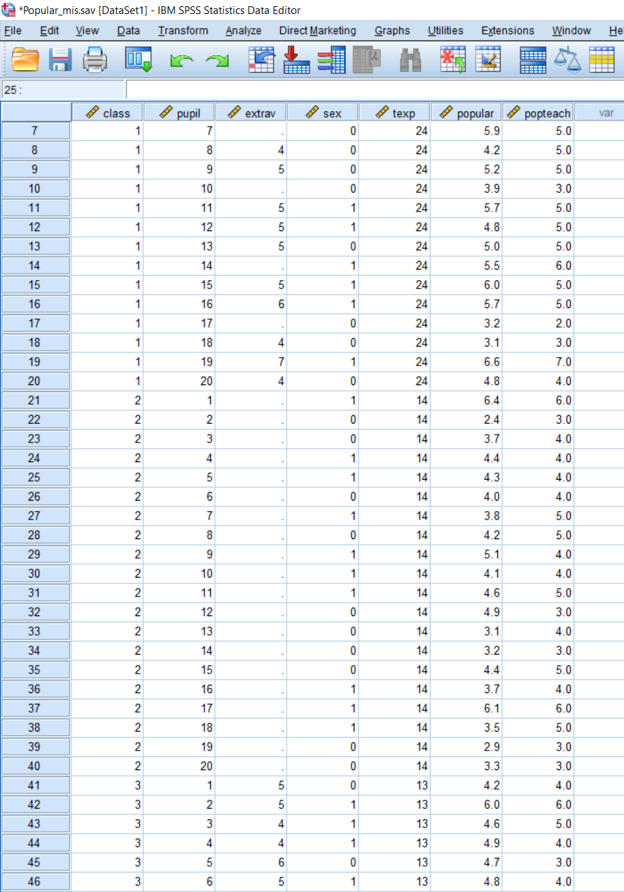 *Popular_mis.sav [DataSet1] - IBM SPSS Statistics Data Editor
File Edit View Data Transform Analyze Direct Marketing Graphs Utilities Extensions Window He
25 :
class pupil extrav sex texp popular popteach var
7 1 7 . 0 24 5.9 5.0
8 1 8 4 0 24 4.2 5.0
9 1 9 5 0 24 5.2 5.0
10 1 10 . 0 24 3.9 3.0
11 1 11 5 1 24 5.7 5.0
12 1 12 5 1 24 4.8 5.0
13 1 13 5 0 24 5.0 5.0
14 1 14 . 1 24 5.5 6.0
15 1 15 5 1 24 6.0 5.0
16 1 16 6 1 24 5.7 5.0
17 1 17 . 0 24 3.2 2.0
18 1 18 4 0 24 3.1 3.0
19 1 19 7 1 24 6.6 7.0
20 1 20 4 0 24 4.8 4.0
21 2 1 . 1 14 6.4 6.0
22 2 2 . 0 14 2.4 3.0
23 2 3 . 0 14 3.7 4.0
24 2 4 . 1 14 4.4 4.0
25 2 5 . 1 14 4.3 4.0
26 2 6 . 0 14 4.0 4.0
27 2 7 . 1 14 3.8 5.0
28 2 8 . 0 14 4.2 5.0
29 2 9 . 1 14 5.1 4.0
30 2 10 . 1 14 4.1 4.0
31 2 11 . 1 14 4.6 5.0
32 2 12 . 0 14 4.9 3.0
33 2 13 . 0 14 3.1 4.0
34 2 14 . 0 14 3.2 3.0
35 2 15 . 0 14 4.4 5.0
36 2 16 . 1 14 3.7 4.0
37 2 17 . 1 14 6.1 6.0
38 2 18 . 1 14 3.5 5.0
39 2 19 . 0 14 2.9 3.0
40 2 20 . 0 14 3.3 3.0
41 3 1 5 0 13 4.2 4.0
42 3 2 5 1 13 6.0 6.0
43 3 3 4 1 13 4.6 5.0
44 3 4 4 1 13 4.9 4.0
45 3 5 6 0 13 4.7 3.0
46 3 6 5 1 13 4.8 4.0